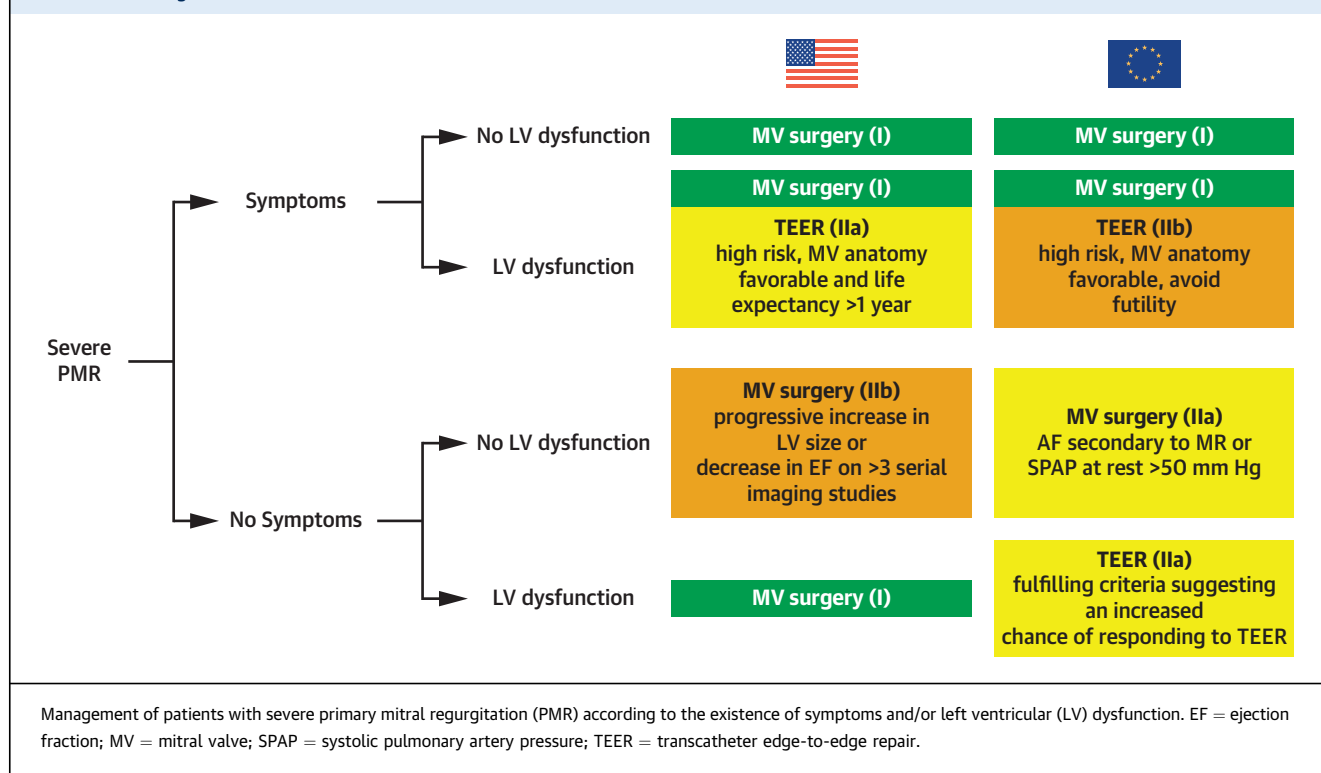 No LV dysfunction
MV surgery (I)
MV surgery (I)
Symptoms
LV dysfunction
MV surgery (I)
TEER (IIa)
high risk, MV anatomy
favorable and life
expectancy >1 year
MV surgery (I)
TEER (IIb)
high risk, MV anatomy
favorable, avoid
futility
Severe
PMR
No Symptoms
No LV dysfunction
MV surgery (IIb)
progressive increase in
LV size or
decrease in EF on >3 serial
imaging studies
MV surgery (IIa)
AF secondary to MR or
SPAP at rest >50 mm Hg
LV dysfunction
MV surgery (I)
TEER (IIa)
fulfilling criteria suggesting
an increased
chance of responding to TEER
Management of patients with severe primary mitral regurgitation (PMR) according to the existence of symptoms and/or left ventricular (LV) dysfunction. EF = ejection
fraction; MV = mitral valve; SPAP = systolic pulmonary artery pressure; TEER = transcatheter edge-to-edge repair.